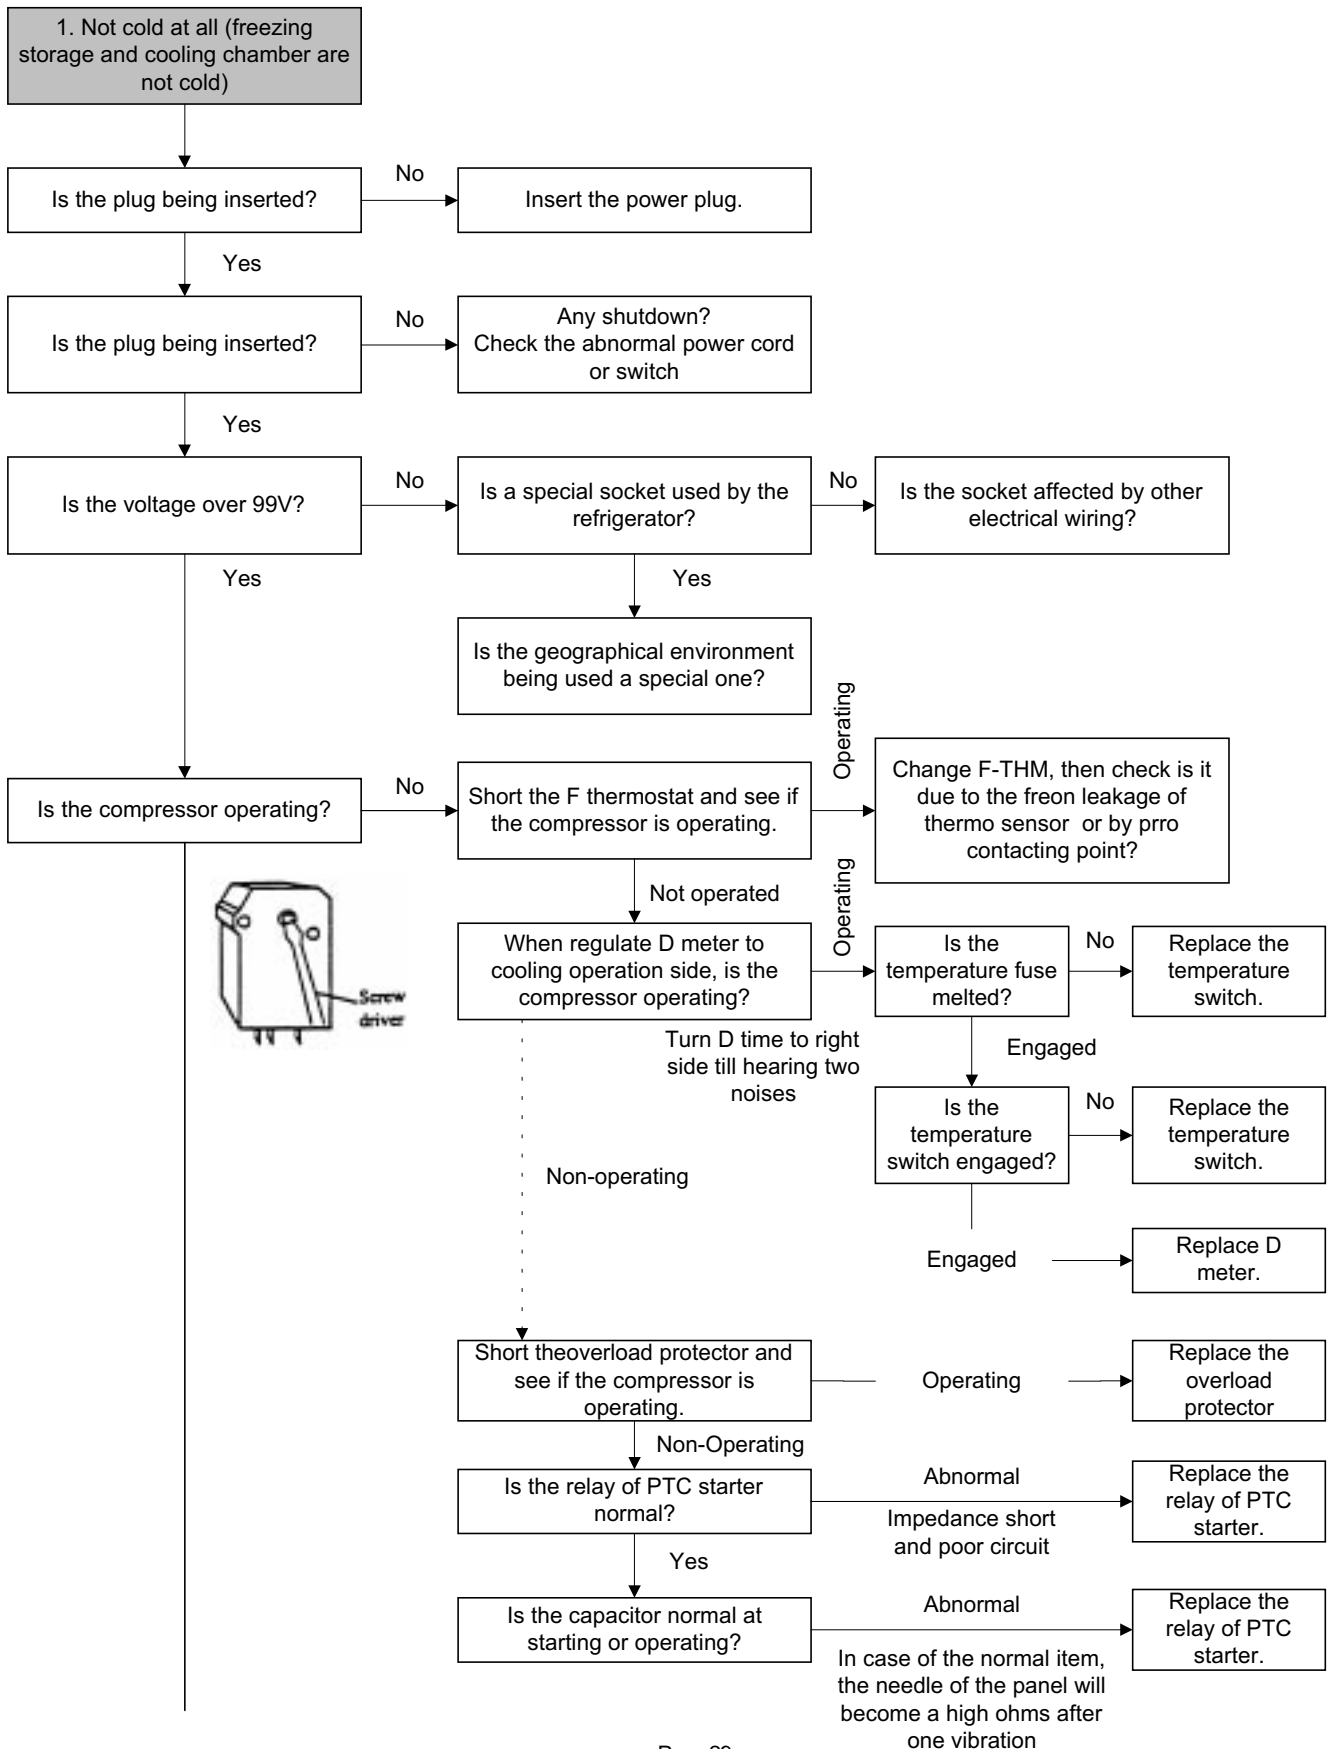 1. Not cold at all (freezing
storage and cooling chamber are
not cold)
Is the plug being inserted?
No
Insert the power plug.
Yes
Is the plug being inserted?
No
Any shutdown?
Check the abnormal power cord
or switch
Yes
Is the voltage over 99V?
No
Is a special socket used by the
refrigerator?
No
Is the socket affected by other
electrical wiring?
Yes
Yes
Is the geographical environment
being used a special one?
Is the compressor operating?
No
Short the F thermostat and see if
the compressor is operating.
Operating
Change F-THM, then check is it
due to the freon leakage of
thermo sensor or by prro
contacting point?
Not operated
Screw
driver
When regulate D meter to
cooling operation side, is the
compressor operating?
Operating
Is the
temperature fuse
melted?
No
Replace the
temperature
switch.
Turn D time to right
side till hearing two
noises
Engaged
Is the
temperature
switch engaged?
No
Replace the
temperature
switch.
Non-operating
Engaged
Replace D
meter.
Short theoverload protector and
see if the compressor is
operating.
Operating
Replace the
overload
protector
Non-Operating
Is the relay of PTC starter
normal?
Abnormal
Impedance short
and poor circuit
Replace the
relay of PTC
starter.
Yes
Is the capacitor normal at
starting or operating?
Abnormal
In case of the normal item,
the needle of the panel will
become a high ohms after
one vibration
Replace the
relay of PTC
starter.